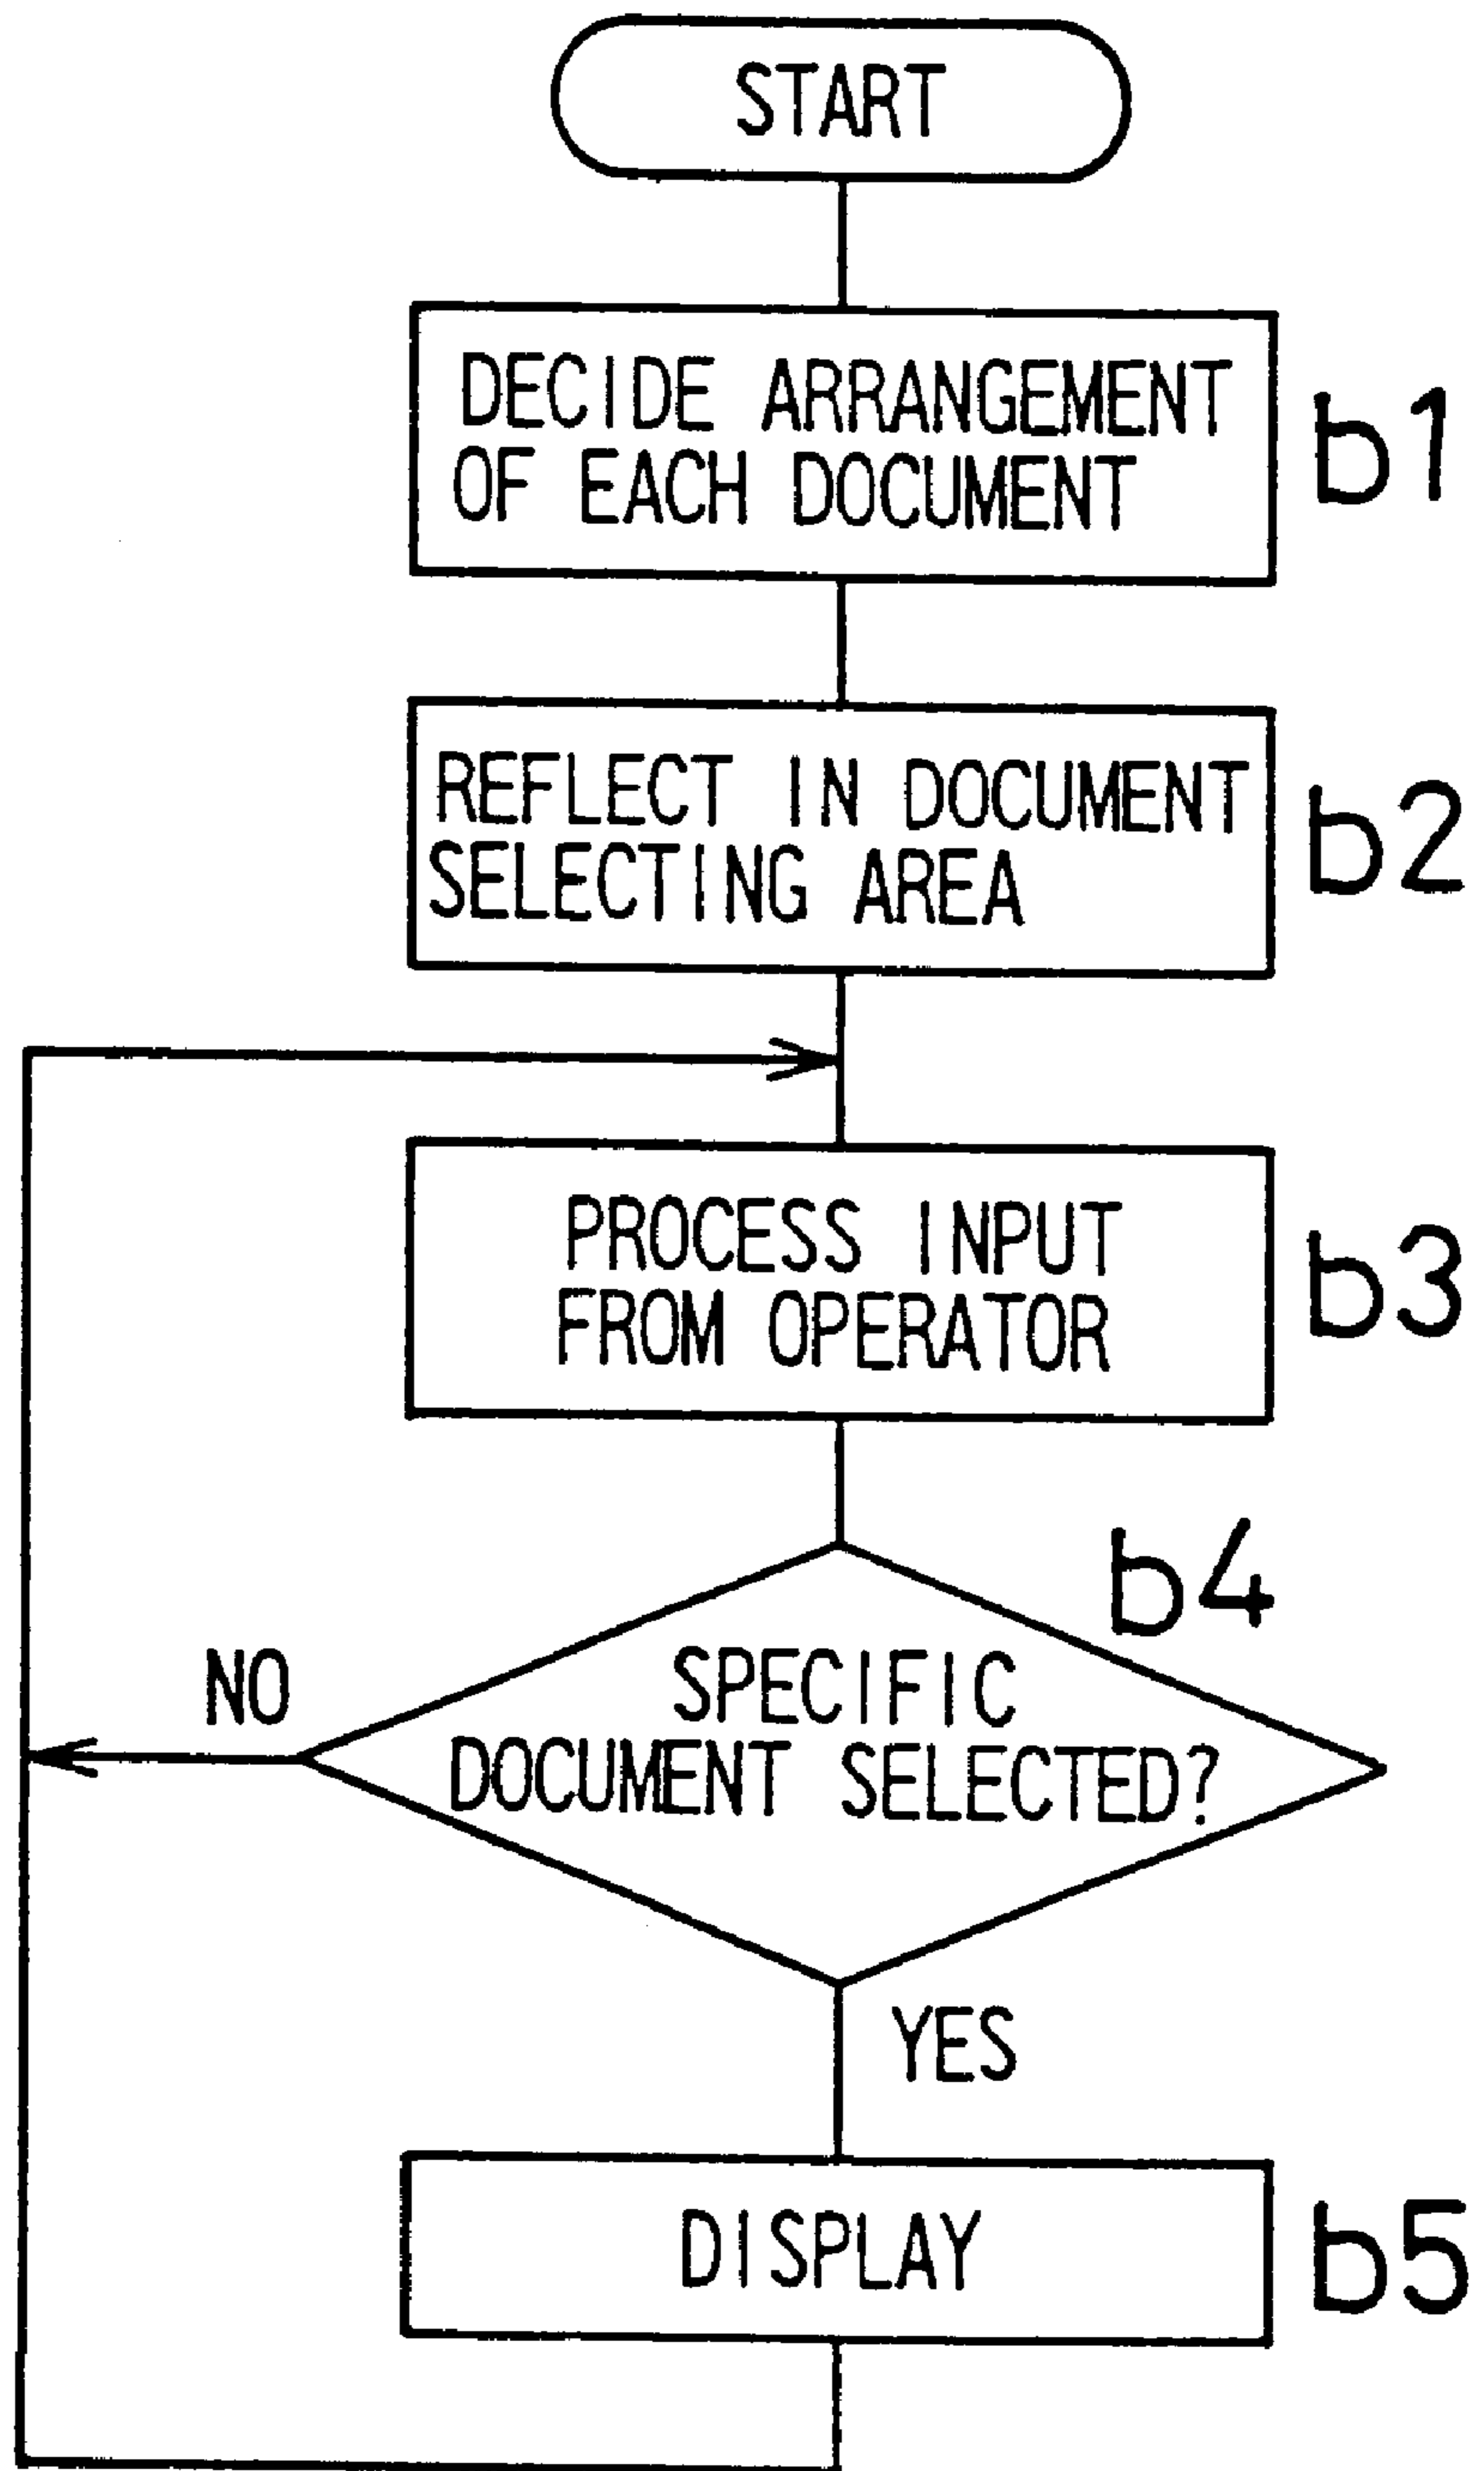 START
DECIDE ARRANGEMENT
OF EACH DOCUMENT
b1
REFLECT IN DOCUMENT
SELECTING AREA
b2
PROCESS INPUT
FROM OPERATOR
b3
b4
SPECIFIC
DOCUMENT SELECTED?
NO
YES
DISPLAY
b5